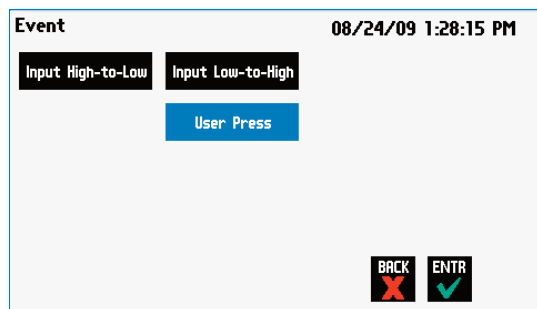 Event 08/24/09 1:28:15 PM
Input High-to-Low Input Low-to-High
User Press
BACK ENTR